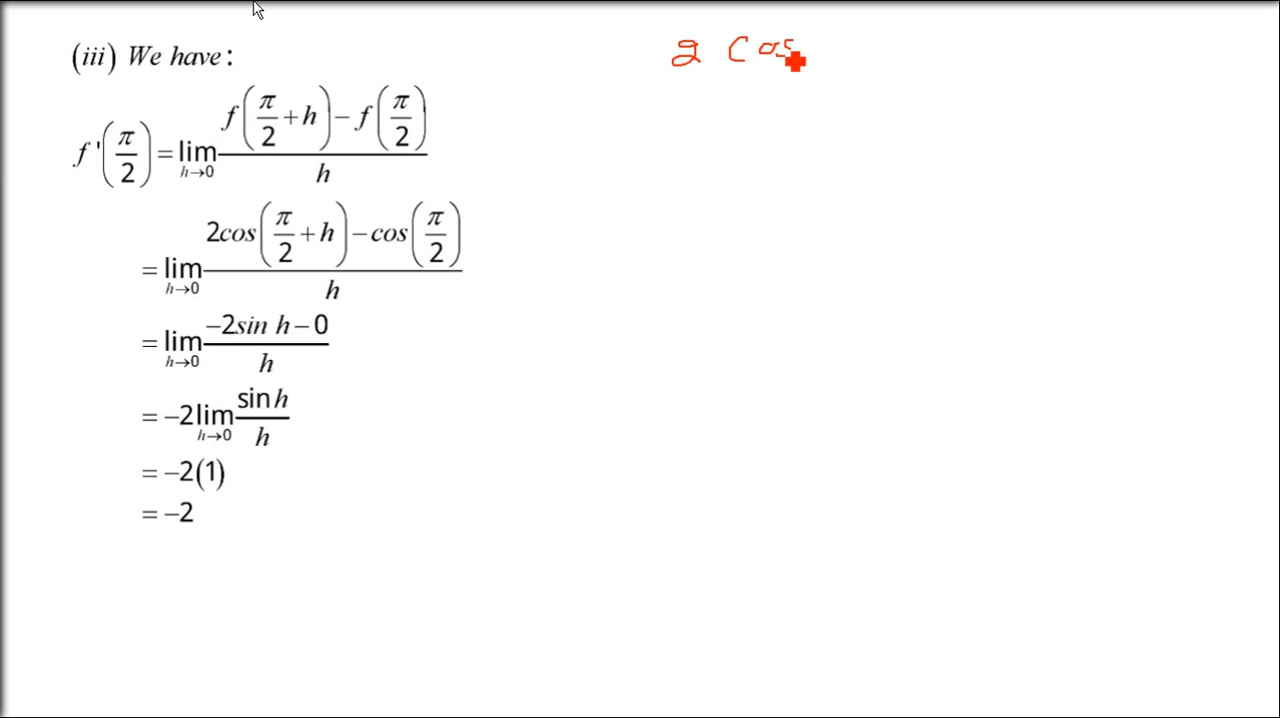 (iii) We have:
2 Cos
f'(π/2) = lim_{h→0} (f(π/2 + h) − f(π/2)) / h
= lim_{h→0} (2cos(π/2 + h) − cos(π/2)) / h
= lim_{h→0} (−2sin h − 0) / h
= −2 lim_{h→0} sin h / h
= −2(1)
= −2